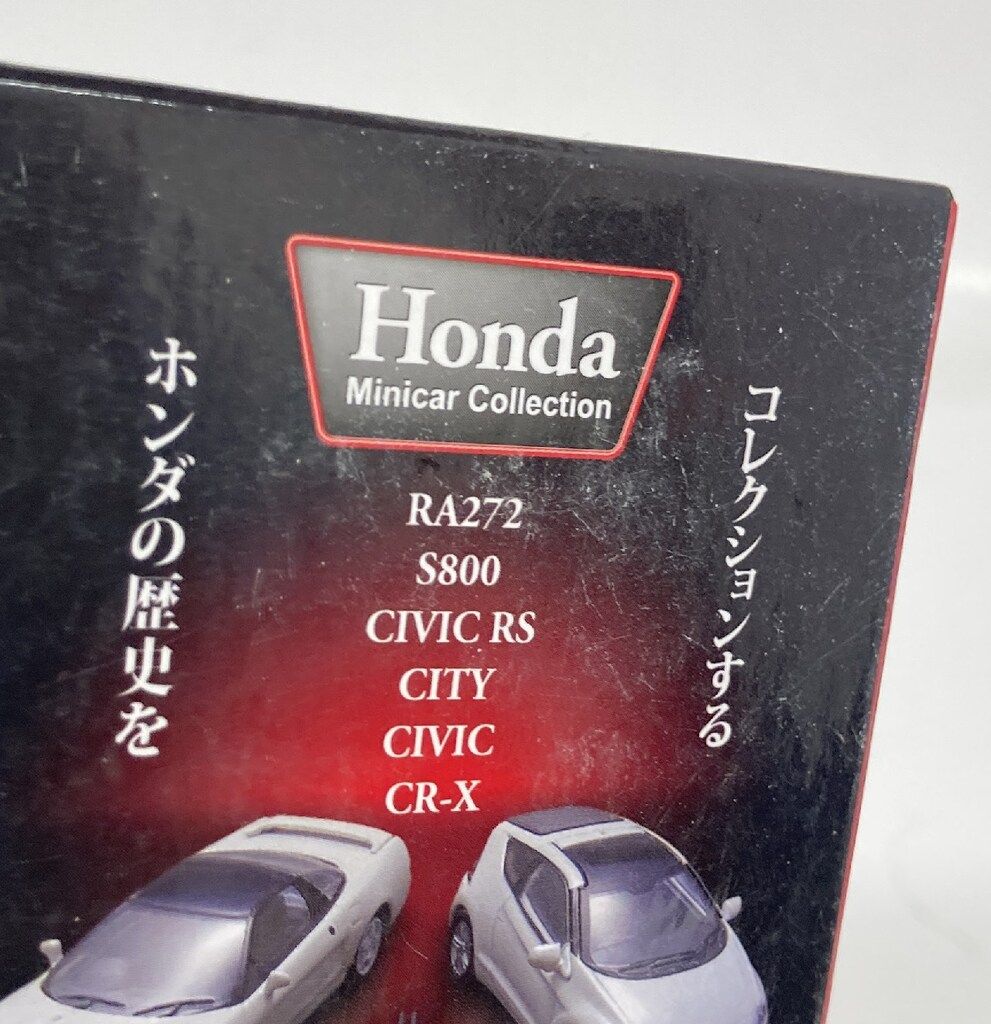 Honda
Minicar Collection
ホンダの歴史を
コレクションする
RA272
S800
CIVIC RS
CITY
CIVIC
CR-X